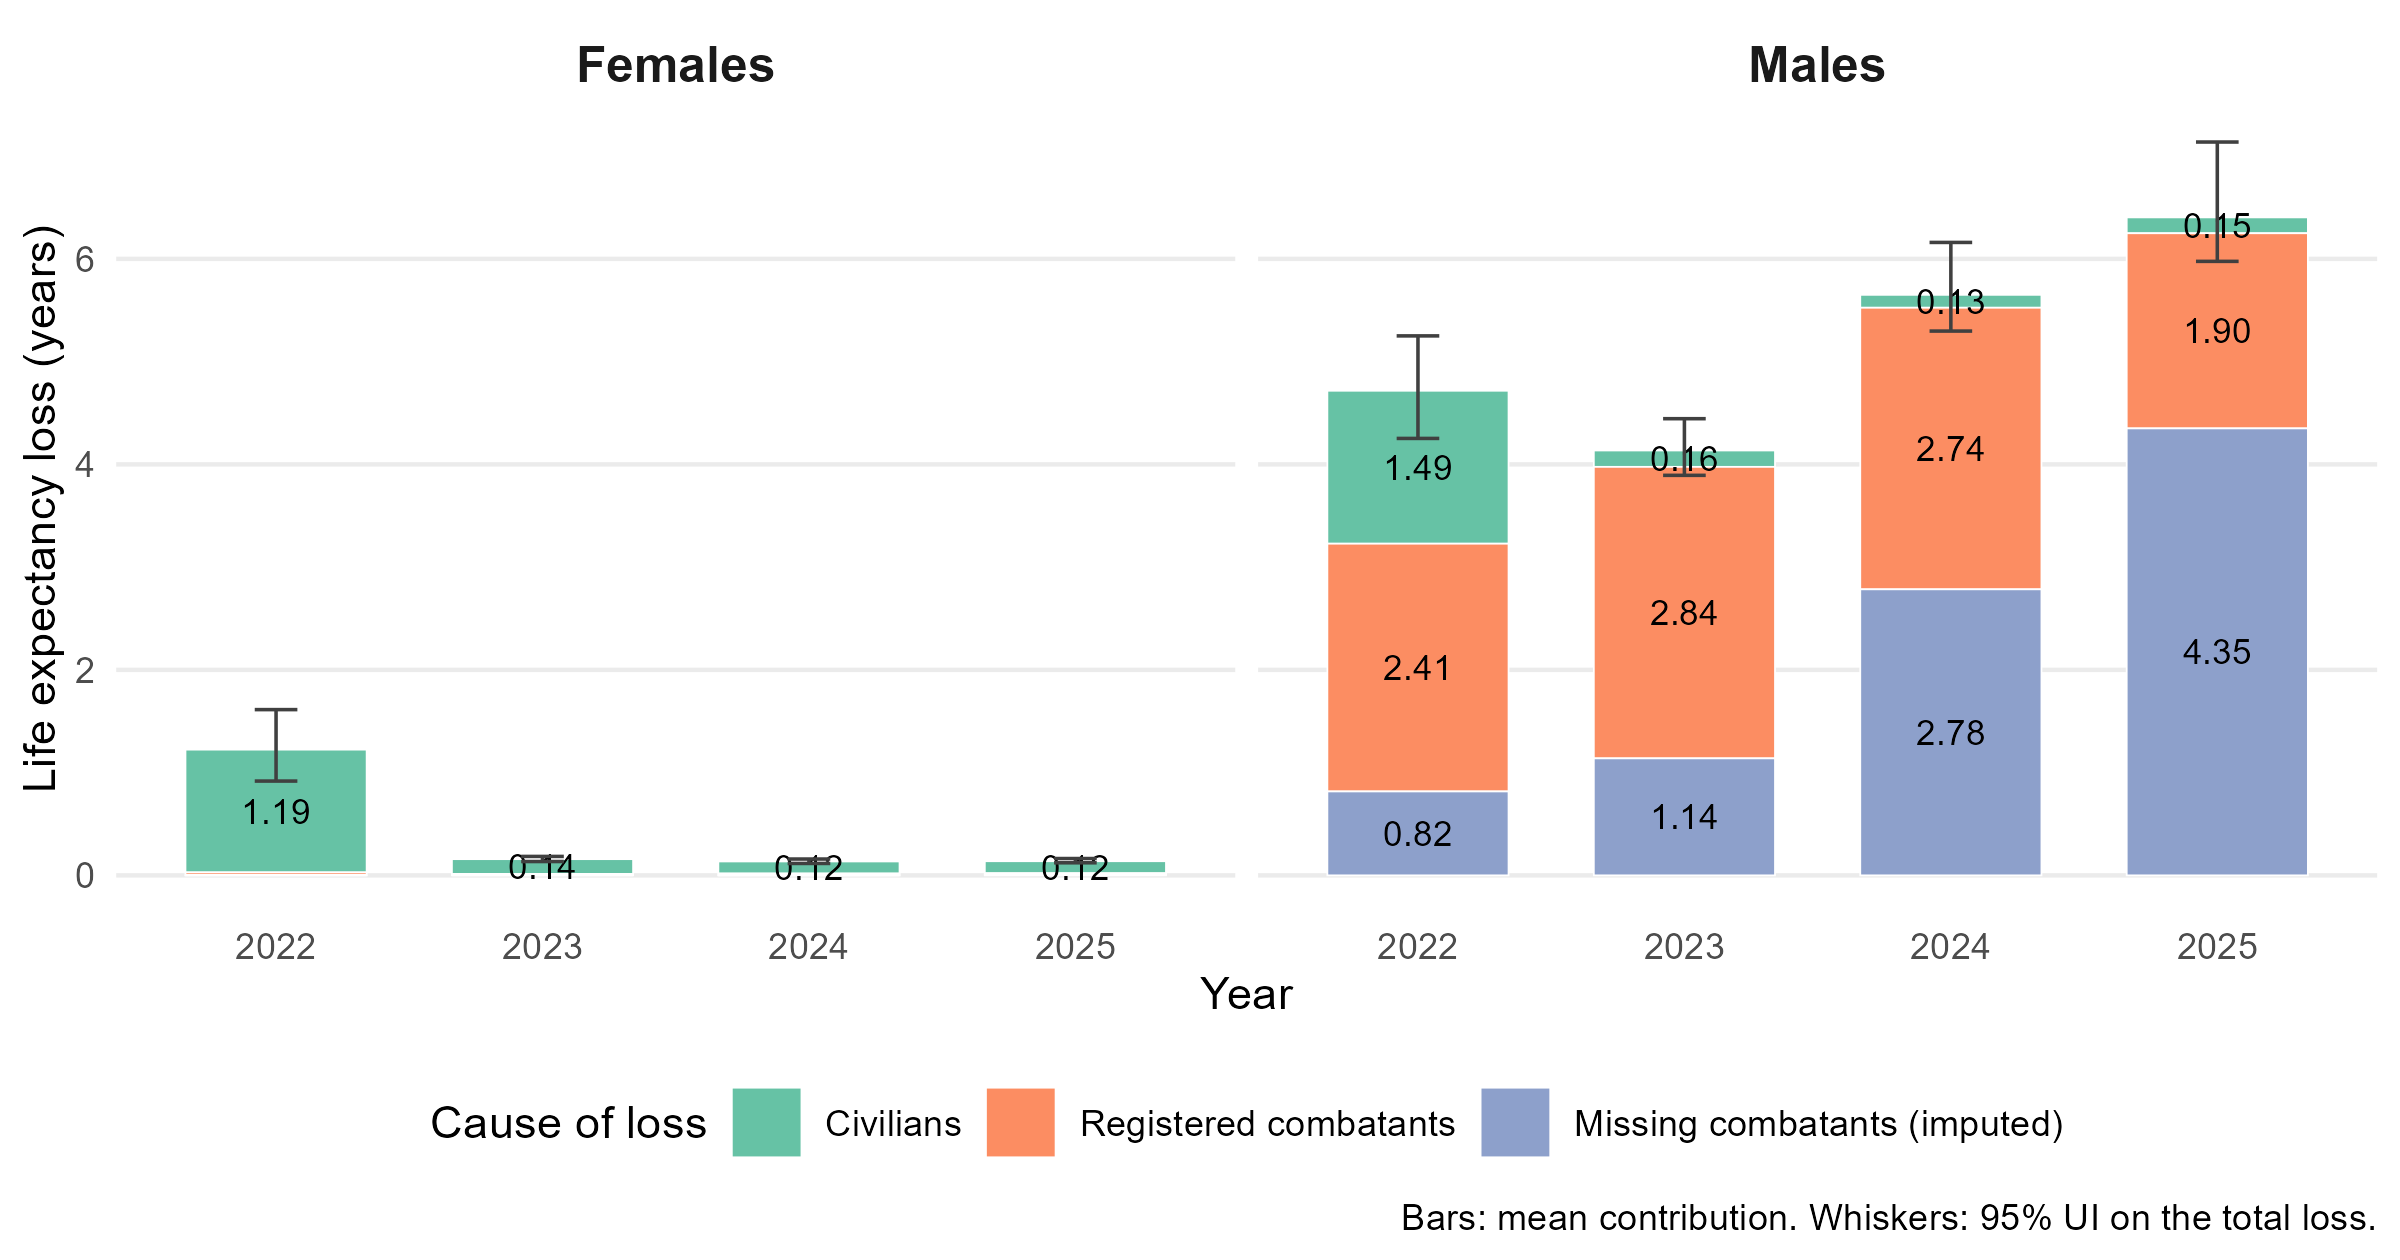 Females
Males
Life expectancy loss (years)
6
4
2
0
1.19
0.14
0.12
0.12
1.49
2.41
0.82
0.16
2.84
1.14
0.13
2.74
2.78
0.15
1.90
4.35
2022 2023 2024 2025
2022 2023 2024 2025
Year
Cause of loss Civilians Registered combatants Missing combatants (imputed)
Bars: mean contribution. Whiskers: 95% UI on the total loss.